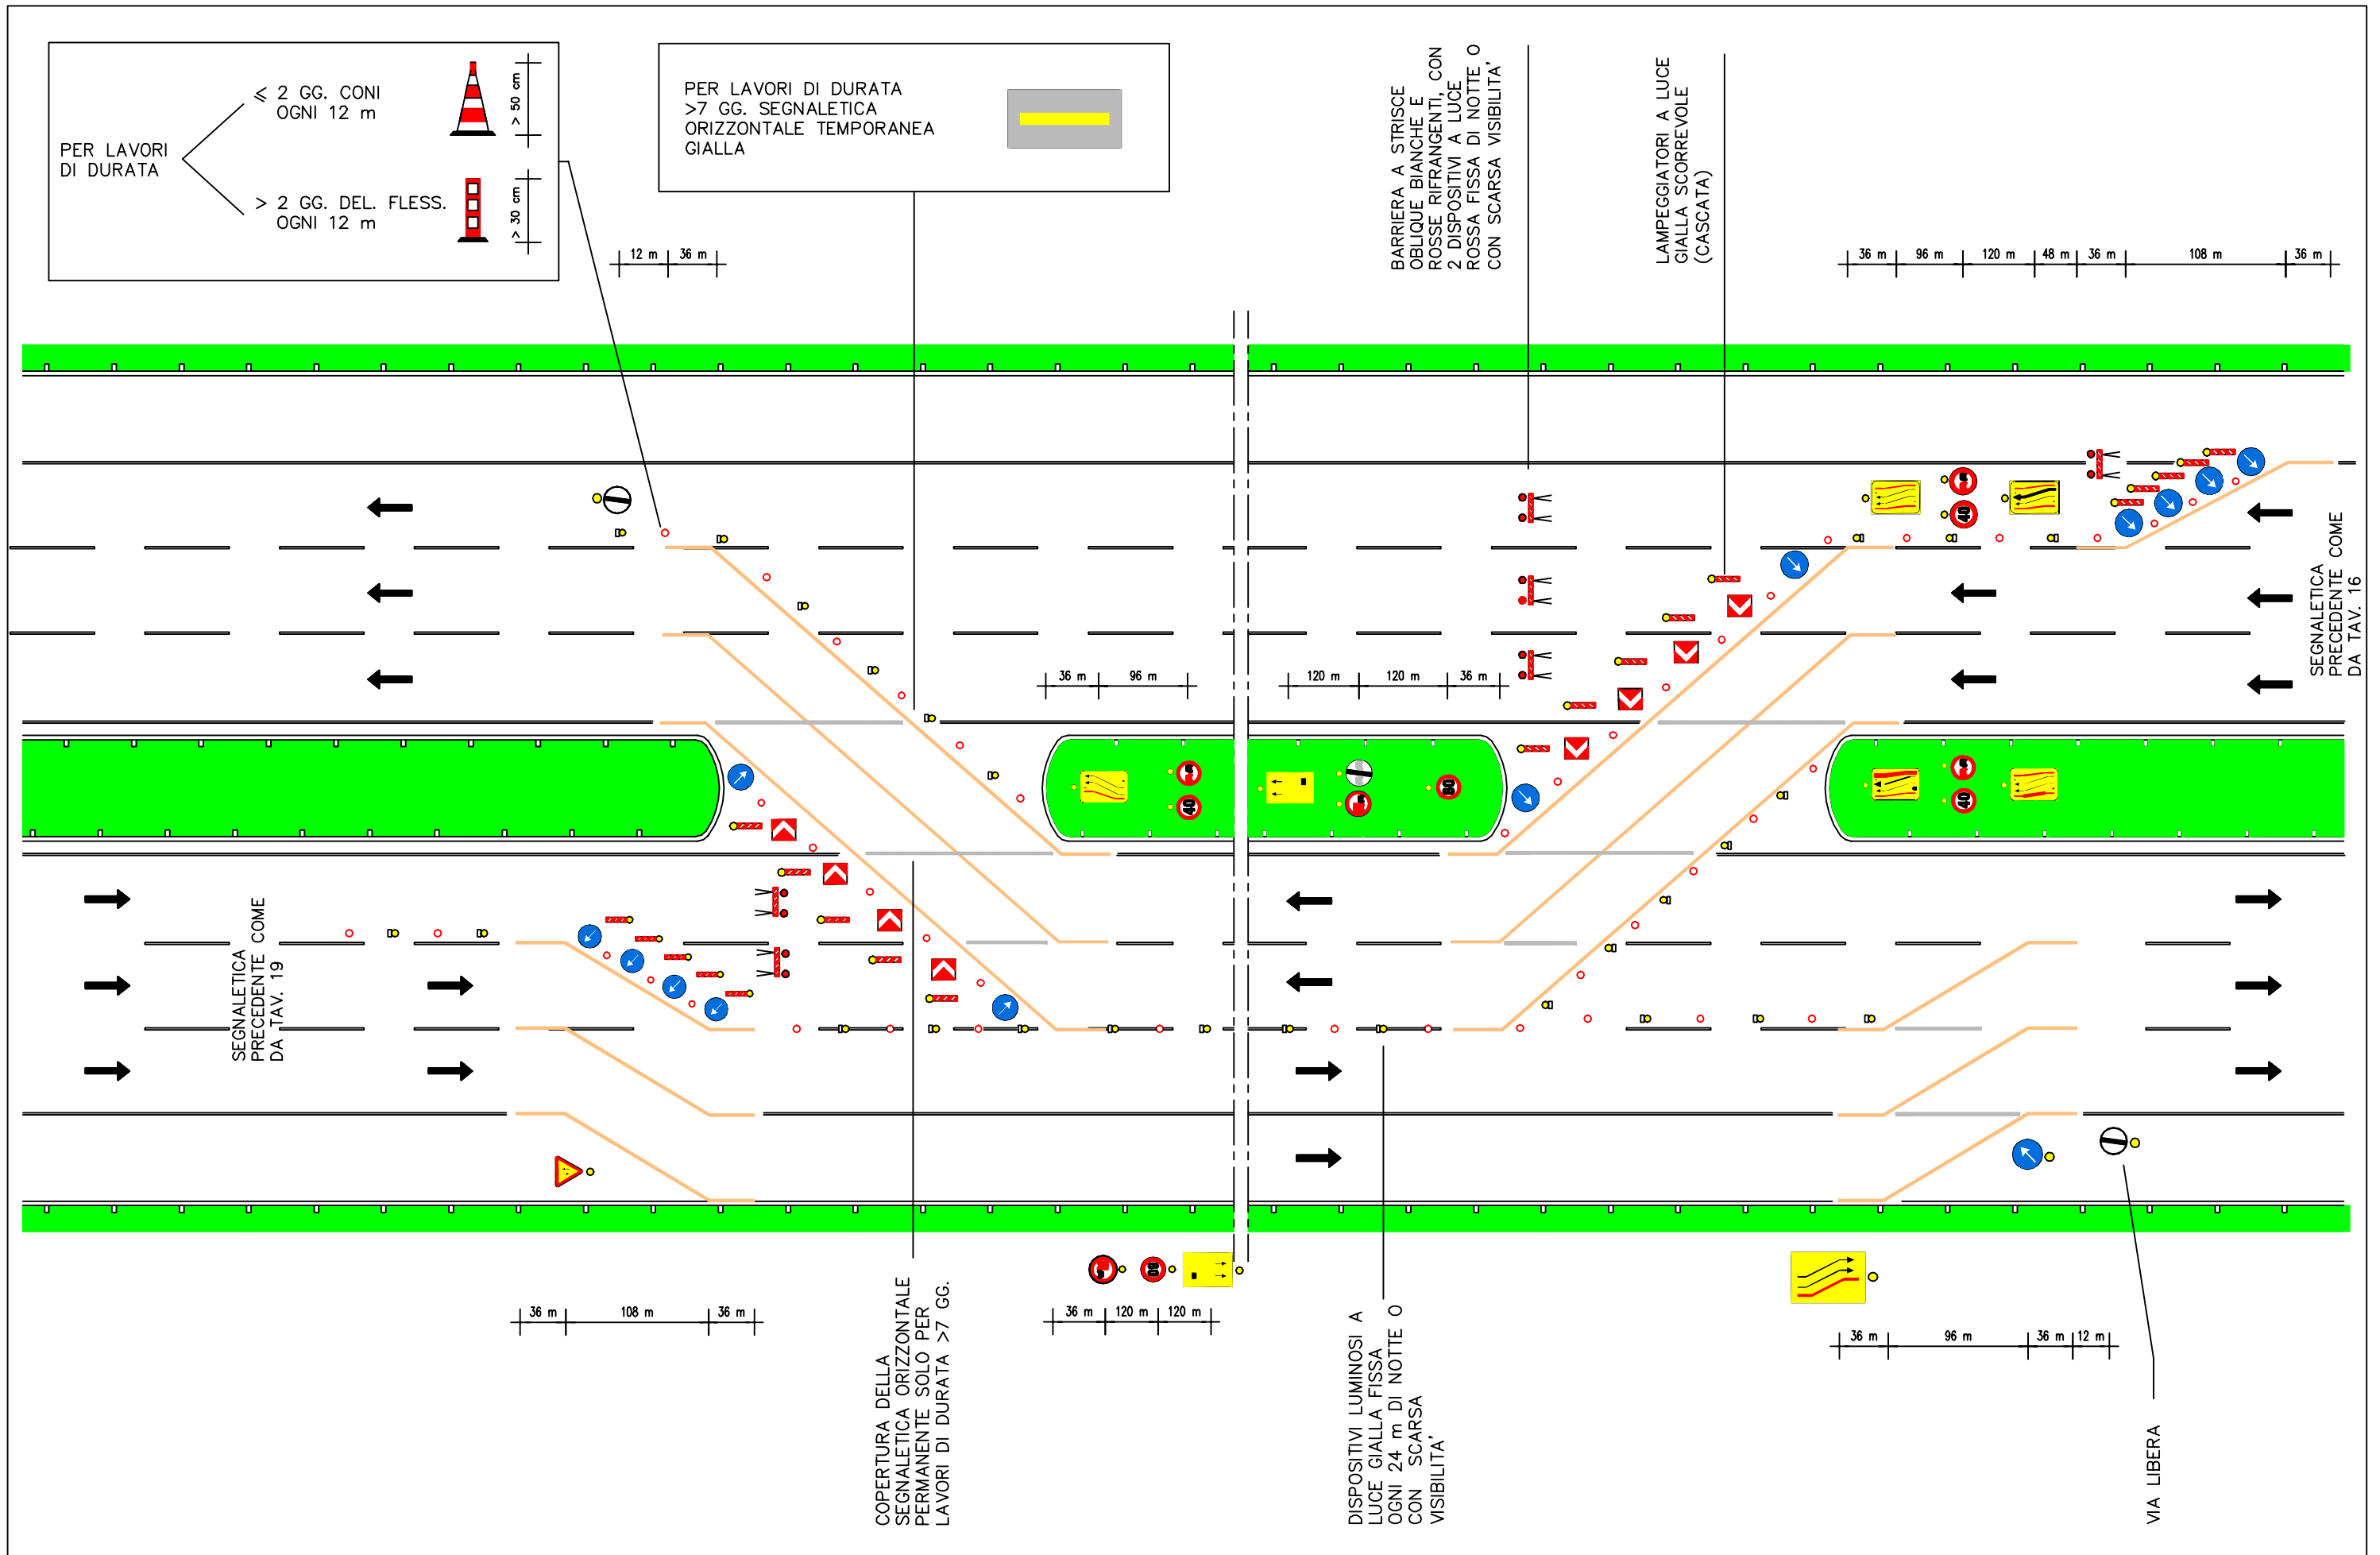 PER LAVORI
DI DURATA
⩽ 2 GG. CONI
OGNI 12 m
> 50 cm
> 2 GG. DEL. FLESS.
OGNI 12 m
> 30 cm
PER LAVORI DI DURATA
>7 GG. SEGNALETICA
ORIZZONTALE TEMPORANEA
GIALLA
BARRIERA A STRISCE
OBLIQUE BIANCHE E
ROSSE RIFRANGENTI, CON
2 DISPOSITIVI A LUCE
ROSSA FISSA DI NOTTE O
CON SCARSA VISIBILITA'
LAMPEGGIATORI A LUCE
GIALLA SCORREVOLE
(CASCATA)
12 m
36 m
36 m
96 m
120 m
48 m
36 m
108 m
36 m
40
SEGNALETICA
PRECEDENTE COME
DA TAV. 16
36 m
96 m
120 m
120 m
36 m
40
60
40
SEGNALETICA
PRECEDENTE COME
DA TAV. 19
60
36 m
108 m
36 m
36 m
120 m
120 m
36 m
96 m
36 m
12 m
COPERTURA DELLA
SEGNALETICA ORIZZONTALE
PERMANENTE SOLO PER
LAVORI DI DURATA >7 GG.
DISPOSITIVI LUMINOSI A
LUCE GIALLA FISSA
OGNI 24 m DI NOTTE O
CON SCARSA
VISIBILITA'
VIA LIBERA